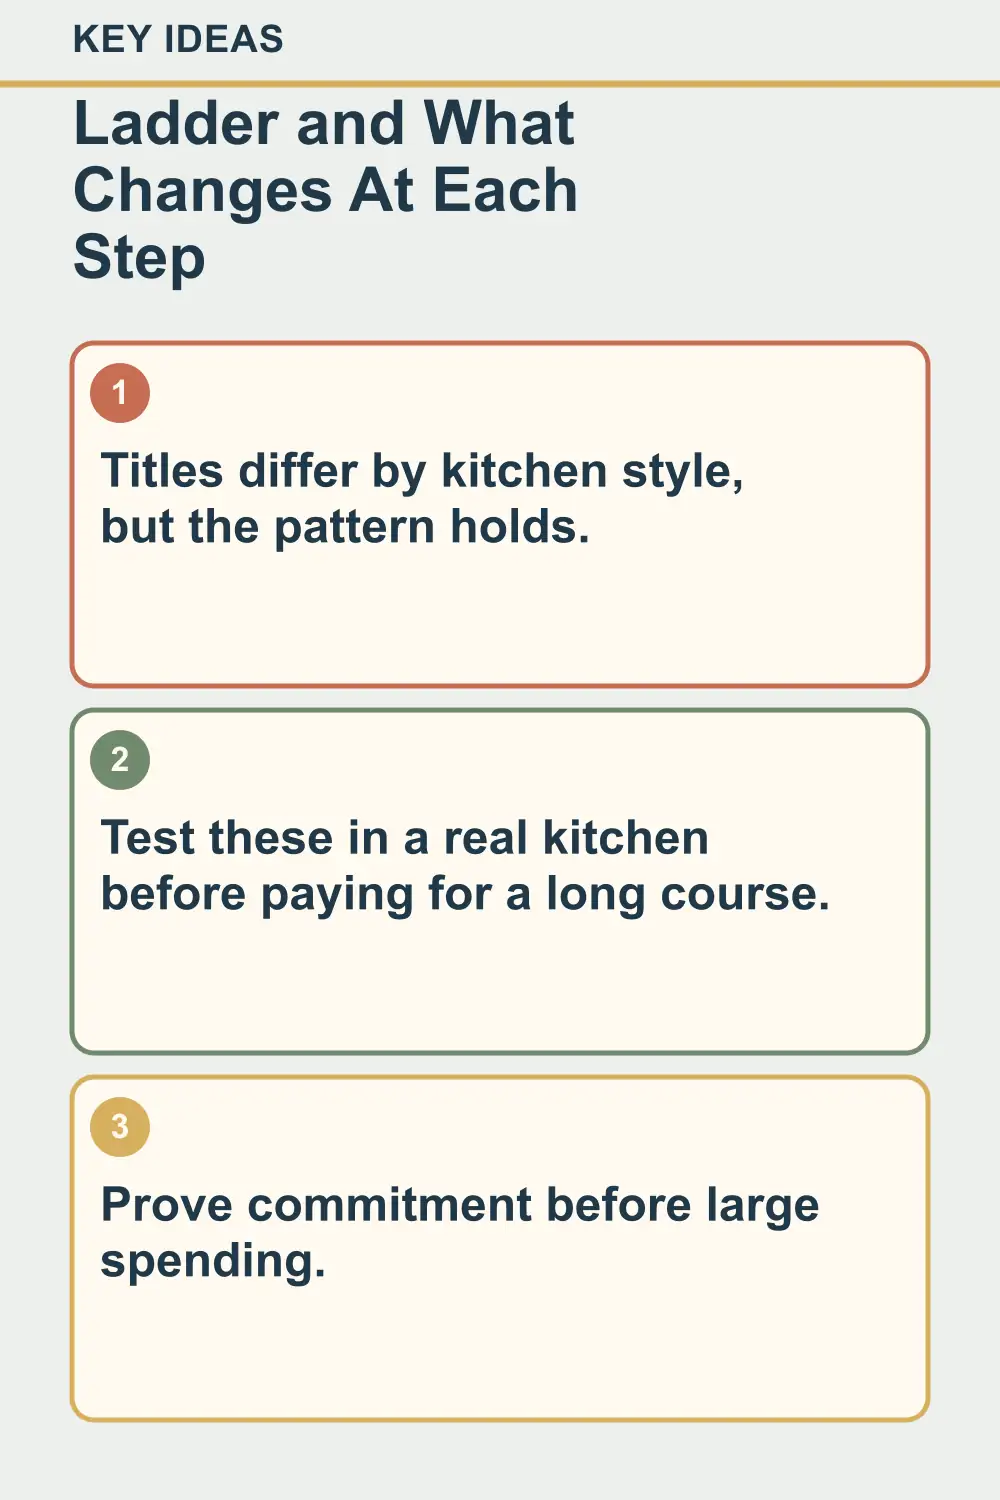 KEY IDEAS
Ladder and What
Changes At Each
Step
1
Titles differ by kitchen style,
but the pattern holds.
2
Test these in a real kitchen
before paying for a long course.
3
Prove commitment before large
spending.